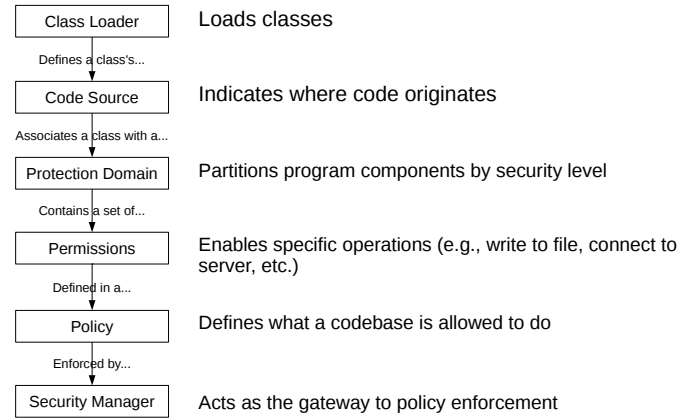 Class Loader
Loads classes
Defines a class's...
Code Source
Indicates where code originates
Associates a class with a...
Protection Domain
Partitions program components by security level
Contains a set of...
Permissions
Enables specific operations (e.g., write to file, connect to
server, etc.)
Defined in a...
Policy
Defines what a codebase is allowed to do
Enforced by...
Security Manager
Acts as the gateway to policy enforcement